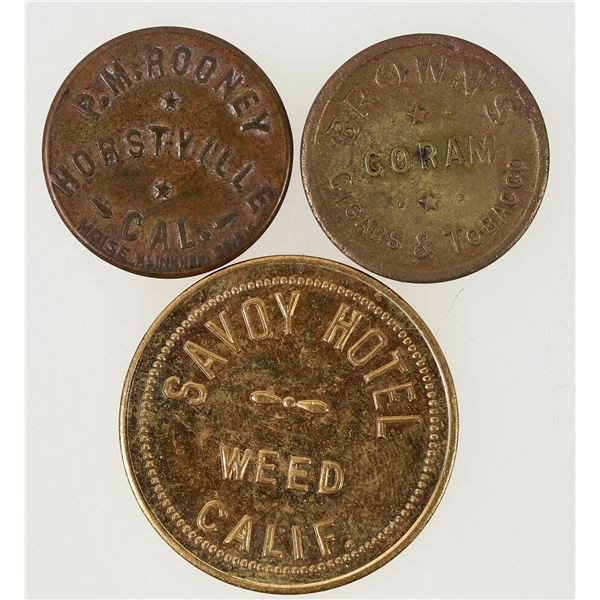 P.M. ROONEY
HORSTVILLE
CAL.
BROWN'S
CORAM
CIGARS & TOBACCO
SAVOY HOTEL
WEED
CALIF.